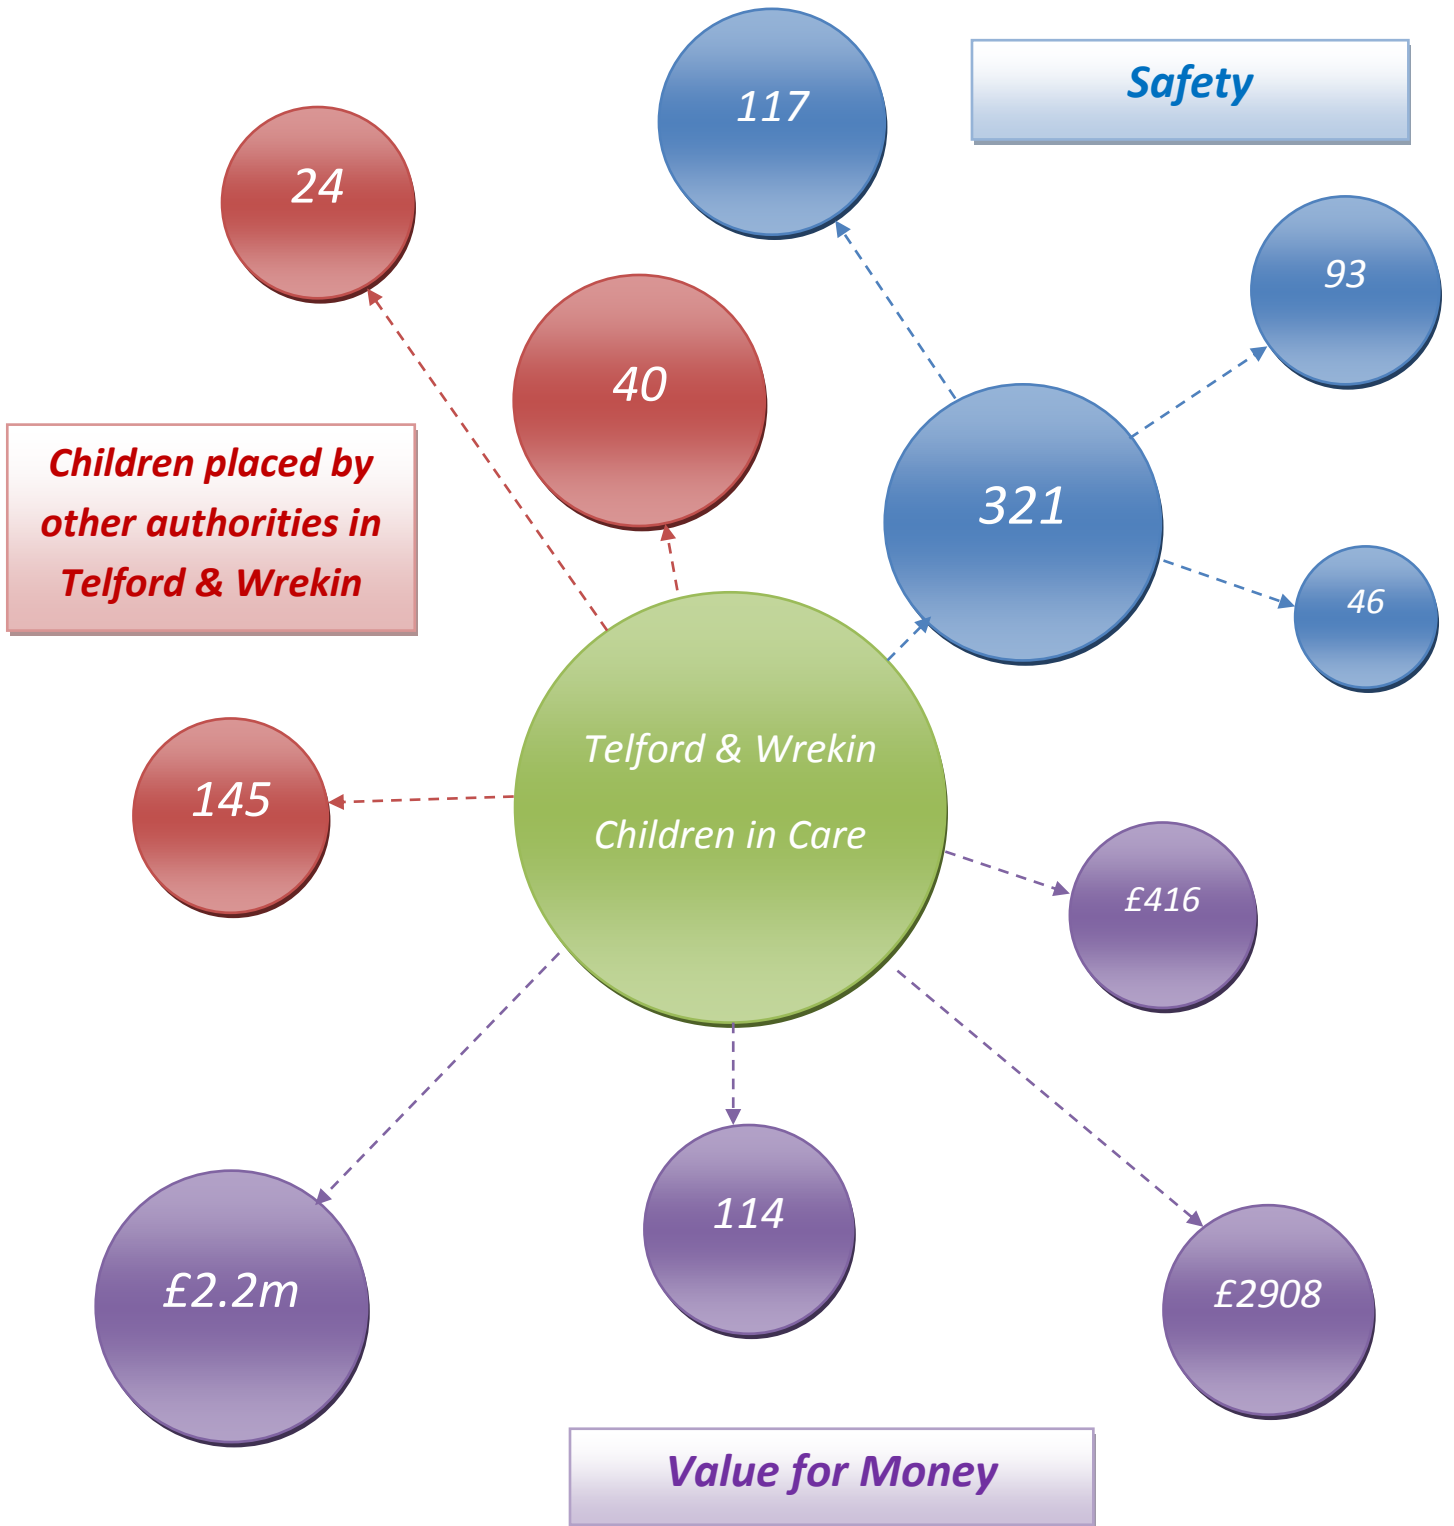 Safety
117
24
93
40
Children placed by
other authorities in
Telford & Wrekin
321
46
Telford & Wrekin
Children in Care
145
£416
114
£2.2m
£2908
Value for Money